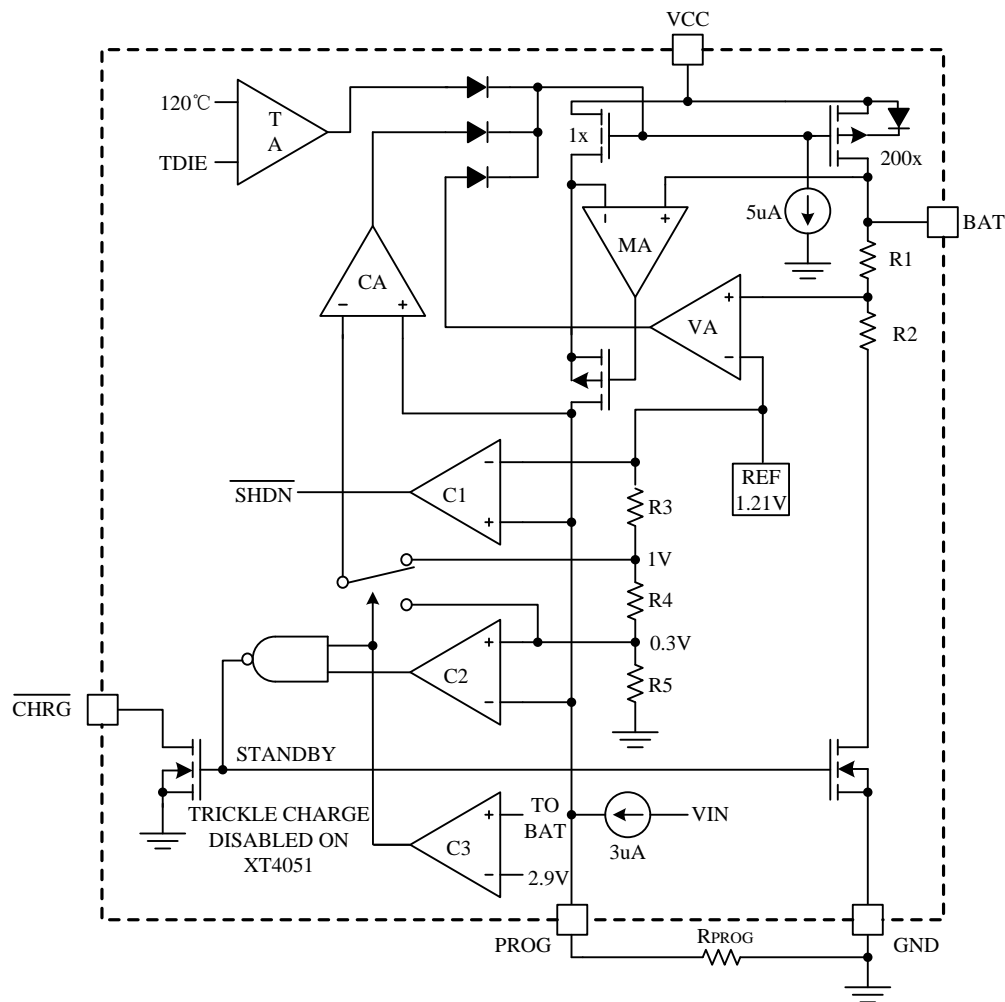 VCC
120℃
T
A
TDIE
1x
200x
5uA
BAT
MA
R1
CA
VA
R2
− +
+
−
REF
1.21V
SHDN
C1
R3
1V
R4
0.3V
C2
R5
CHRG
STANDBY
TRICKLE CHARGE
DISABLED ON
XT4051
C3
TO
BAT
2.9V
VIN
3uA
PROG
RPROG
GND